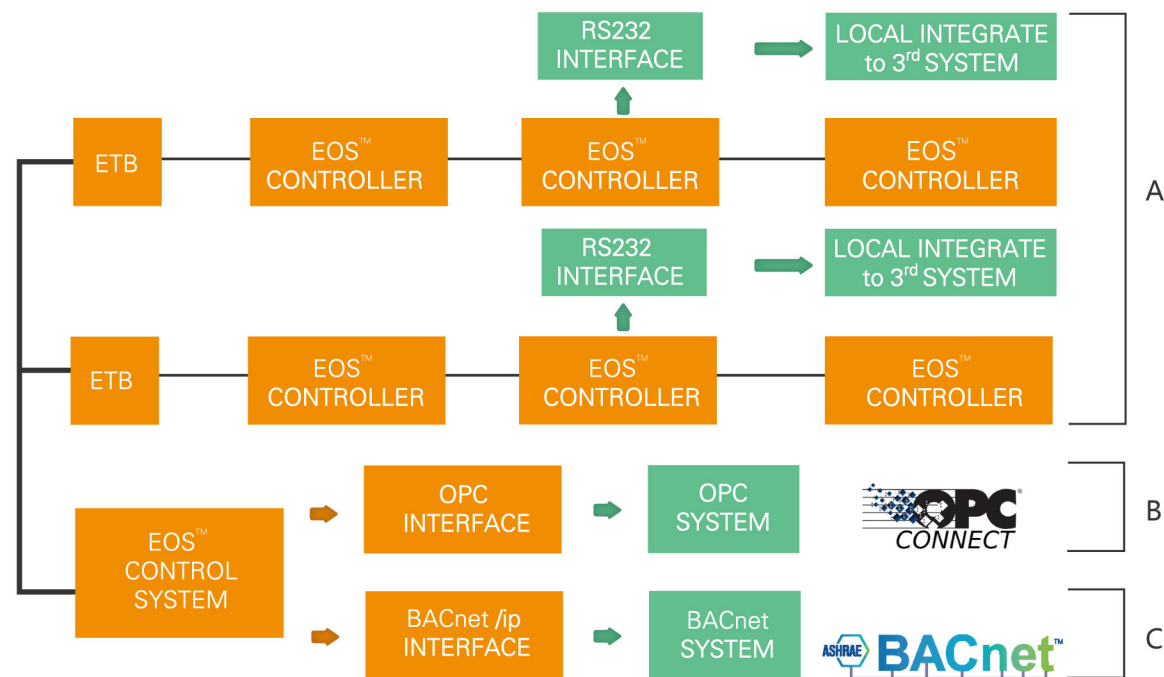 RS232
INTERFACE
LOCAL INTEGRATE
to 3rd SYSTEM
ETB
EOS™
CONTROLLER
EOS™
CONTROLLER
EOS™
CONTROLLER
A
RS232
INTERFACE
LOCAL INTEGRATE
to 3rd SYSTEM
ETB
EOS™
CONTROLLER
EOS™
CONTROLLER
EOS™
CONTROLLER
EOS™
CONTROL
SYSTEM
OPC
INTERFACE
OPC
SYSTEM
OPC®
CONNECT
B
BACnet /ip
INTERFACE
BACnet
SYSTEM
ASHRAE BACnet™
C